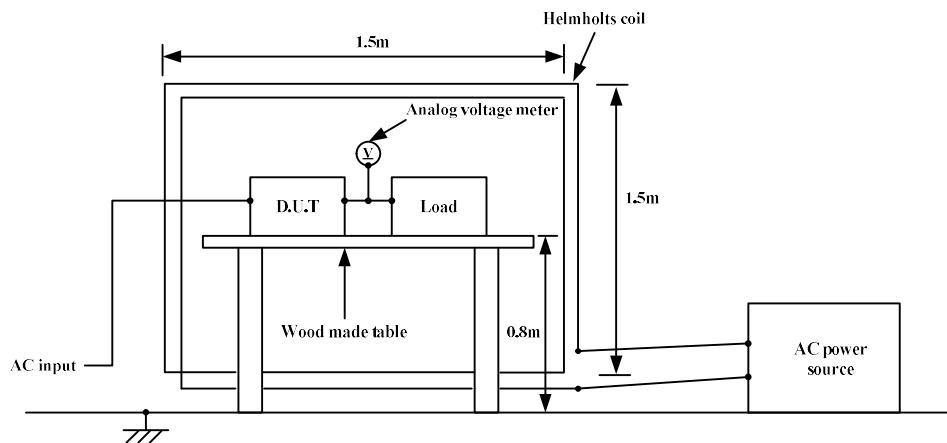 Helmholts coil
1.5m
Analog voltage meter
V
D.U.T
Load
1.5m
Wood made table
0.8m
AC input
AC power
source